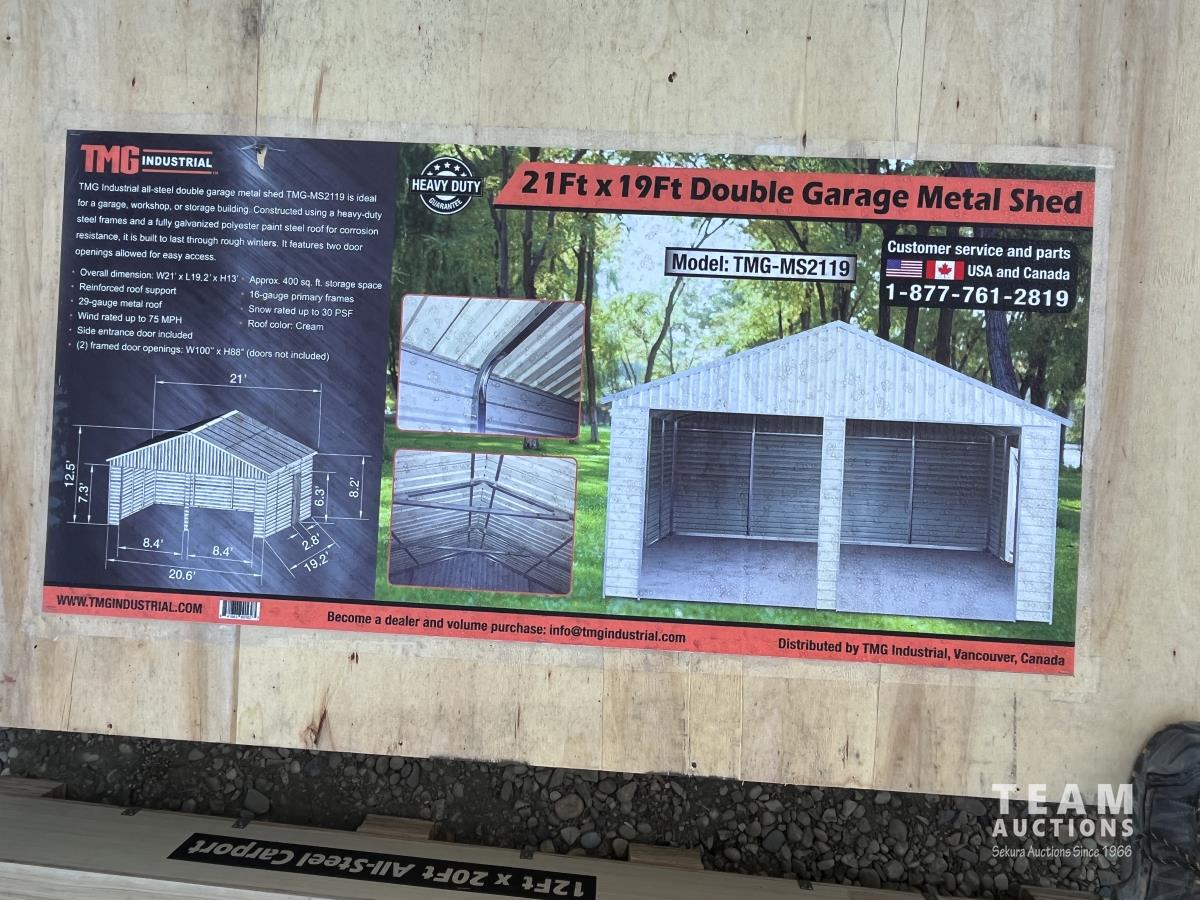 TMG INDUSTRIAL
TMG Industrial all-steel double garage metal shed TMG-MS2119 is ideal
for a garage, workshop, or storage building. Constructed using a heavy-duty
steel frames and a fully galvanized polyester paint steel roof for corrosion
resistance, it is built to last through rough winters. It features two door
openings allowed for easy access.
· Overall dimension: W21' x L19.2' x H13'
· Reinforced roof support
· 29-gauge metal roof
· Wind rated up to 75 MPH
· Side entrance door included
· (2) framed door openings: W100" x H88" (doors not included)
· Approx. 400 sq. ft. storage space
· 16-gauge primary frames
· Snow rated up to 30 PSF
· Roof color: Cream
21'
12.5'
7.3'
6.3'
8.2'
8.4'
8.4'
2.8'
19.2'
20.6'
HEAVY DUTY
GUARANTEE
21Ft x 19Ft Double Garage Metal Shed
Model: TMG-MS2119
Customer service and parts
USA and Canada
1-877-761-2819
WWW.TMGINDUSTRIAL.COM
Become a dealer and volume purchase: info@tmgindustrial.com
Distributed by TMG Industrial, Vancouver, Canada
12Ft x 20Ft All-Steel Carport
TEAM
AUCTIONS
Sekura Auctions Since 1966